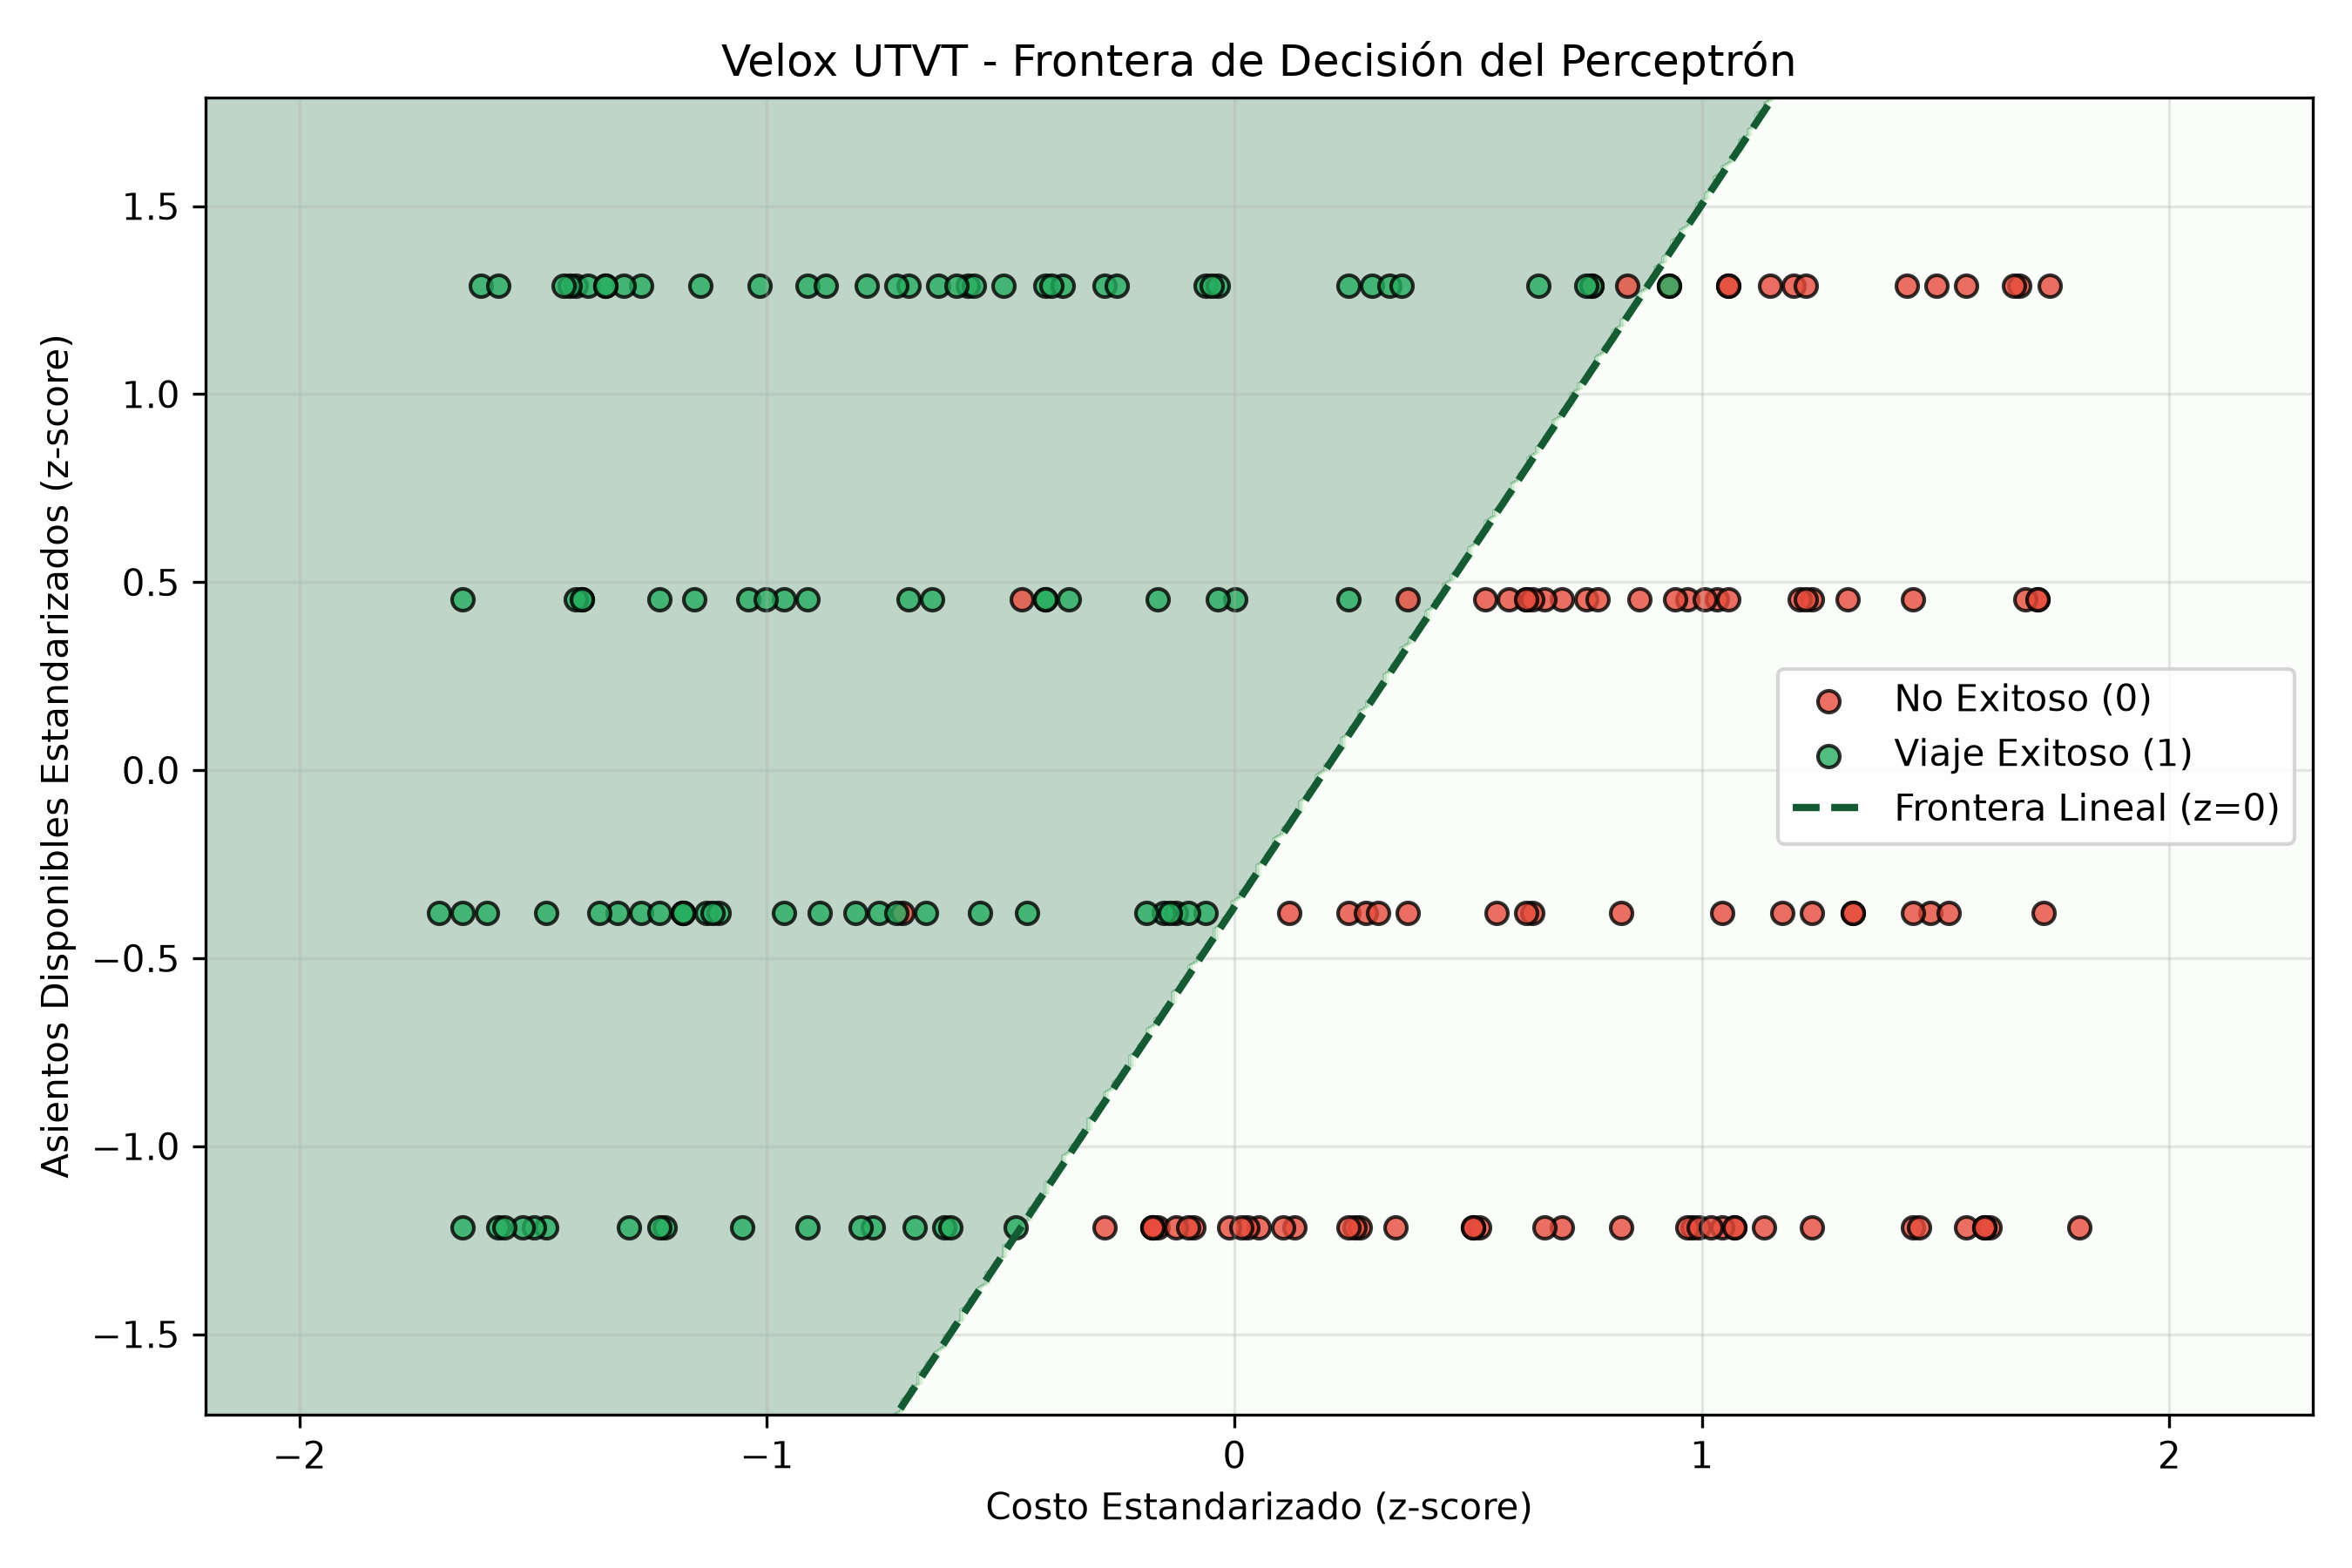 Velox UTVT - Frontera de Decisión del Perceptrón
Asientos Disponibles Estandarizados (z-score)
1.5
1.0
0.5
0.0
−0.5
−1.0
−1.5
No Exitoso (0)
Viaje Exitoso (1)
Frontera Lineal (z=0)
−2
−1
0
1
2
Costo Estandarizado (z-score)